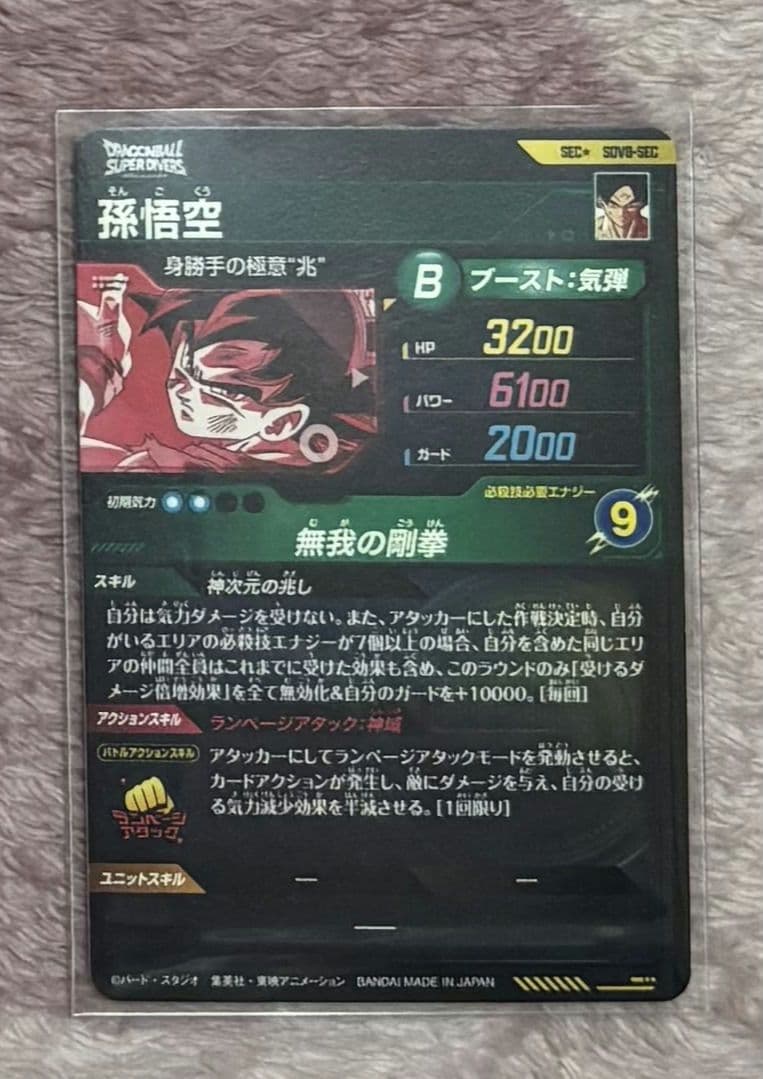 DRAGONBALL
SUPER DIVERS
SEC★ SDV8-SEC
そん ご くう
孫悟空
身勝手の極意“兆”
B ブースト:気弾
HP 3200
パワー 6100
ガード 2000
初期気力
必殺技必要エナジー
9
む が ごう けん
無我の剛拳
スキル 神次元の兆し
自分は気力ダメージを受けない。また、アタッカーにした作戦決定時、自分
がいるエリアの必殺技エナジーが7個以上の場合、自分を含めた同じエリ
アの仲間全員はこれまでに受けた効果も含め、このラウンドのみ「受けるダ
メージ倍増効果」を全て無効化&自分のガードを+10000。[毎回]
アクションスキル ランページアタック:神域
バトルアクションスキル
アタッカーにしてランページアタックモードを発動させると、
カードアクションが発生し、敵にダメージを与え、自分の受け
る気力減少効果を半減させる。[1回限り]
ランページ
アタック
ユニットスキル
©バード・スタジオ 集英社・東映アニメーション BANDAI MADE IN JAPAN